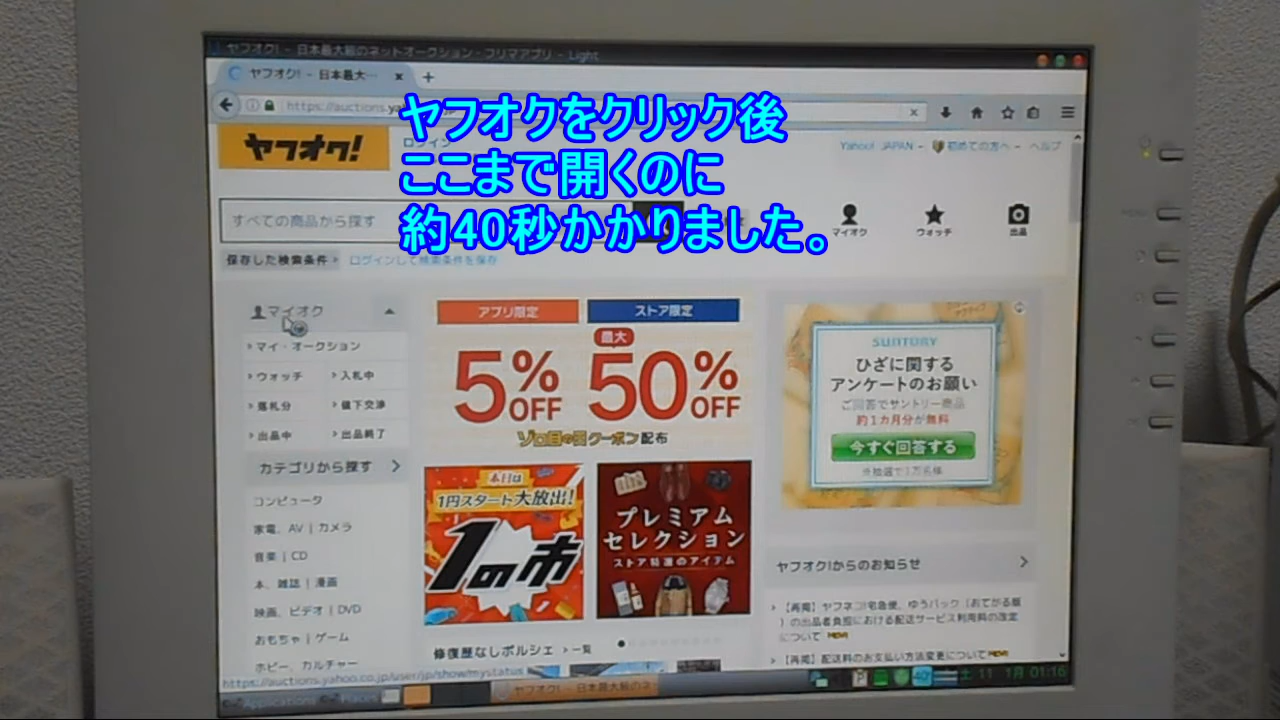 ヤフオク! - 日本最大級のネットオークション・フリマアプリ - Light
ヤフオク! - 日本最大…
https://auctions.ya
ヤフオクをクリック後
ここまで開くのに
約40秒かかりました。
ヤフオク!
ログイン
Yahoo! JAPAN
初めての方へ
ヘルプ
すべての商品から探す
マイオク
ウォッチ
出品
保存した検索条件
ログインして検索条件を保存
マイオク
マイ・オークション
ウォッチ
入札中
落札分
値下交渉
出品中
出品終了
カテゴリから探す
コンピュータ
家電、AV | カメラ
音楽 | CD
本、雑誌 | 漫画
映画、ビデオ | DVD
おもちゃ | ゲーム
ホビー、カルチャー
アプリ限定
5%OFF
ストア限定
最大
50%OFF
ゾロ目の日クーポン配布
本日は
1円スタート大放出!
1の市
プレミアム
セレクション
ストア特選のアイテム
修復歴なしポルシェ
一覧
SUNTORY
ひざに関する
アンケートのお願い
ご回答でサントリー商品
約1カ月分が無料
今すぐ回答する
※抽選で1万名様
ヤフオク!からのお知らせ
【再掲】ヤフネコ!宅急便、ゆうパック（おてがる版
）の出品者負担における配送サービス利用料の改定
について NEW!
【再掲】配送料のお支払い方法変更について NEW!
https://auctions.yahoo.co.jp/user/jp/show/mystatus
Applications
Places
ヤフオク! - 日本最大級のネ
40°
土 11 1月 01:16